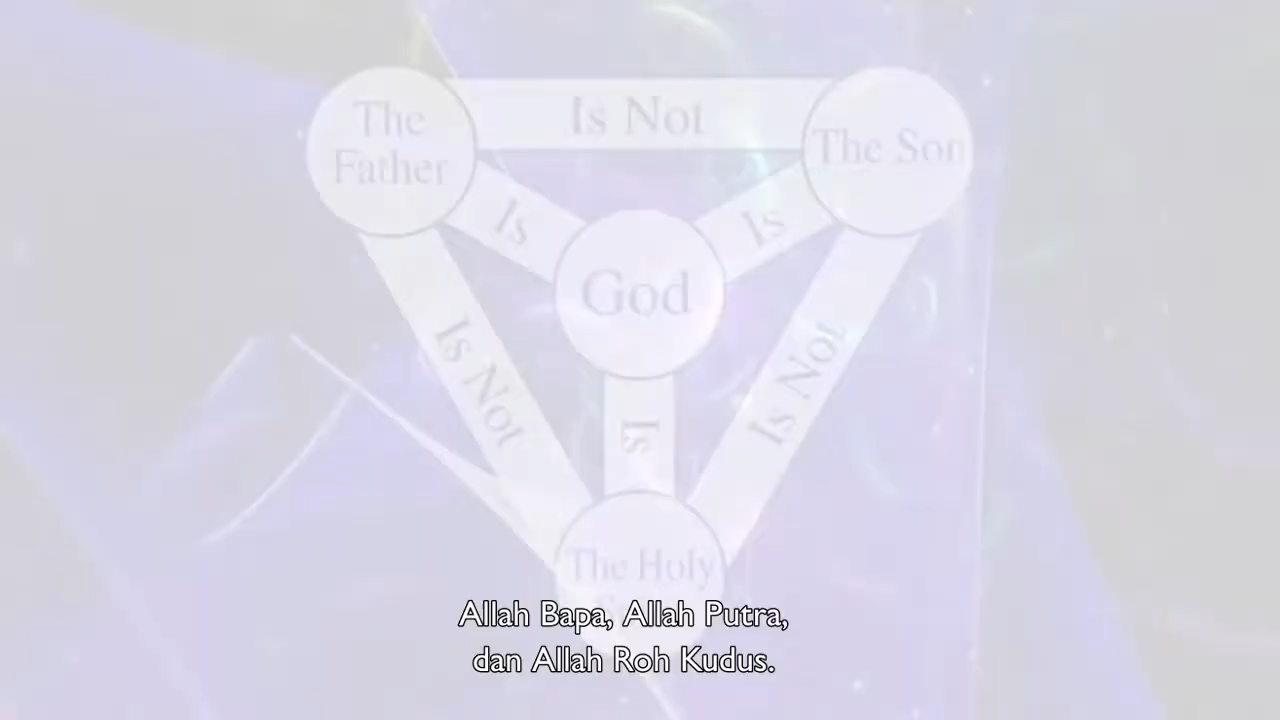 The
Father
Is Not
The Son
Is
Is
God
Is Not
Is
Is Not
The Holy
Allah Bapa, Allah Putra,
dan Allah Roh Kudus.